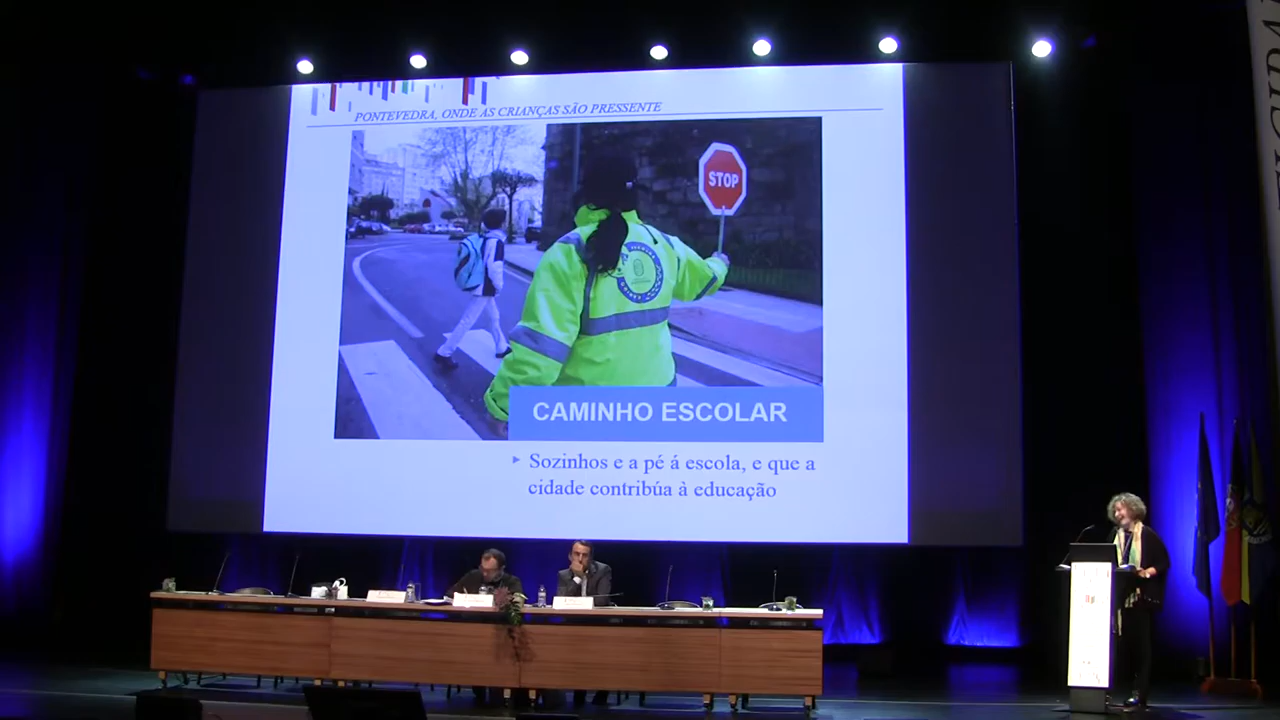 PONTEVEDRA, ONDE AS CRIANÇAS SÃO PRESSENTE
STOP
CAMINHO ESCOLAR
Sozinhos e a pé á escola, e que a
cidade contribúa à educação